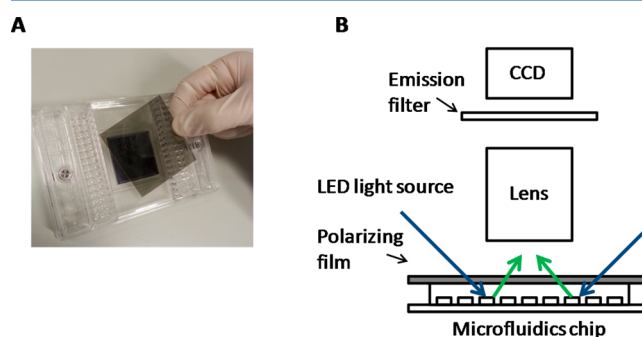 A
B
CCD
Emission
filter
LED light source
Lens
Polarizing
film
Microfluidics chip